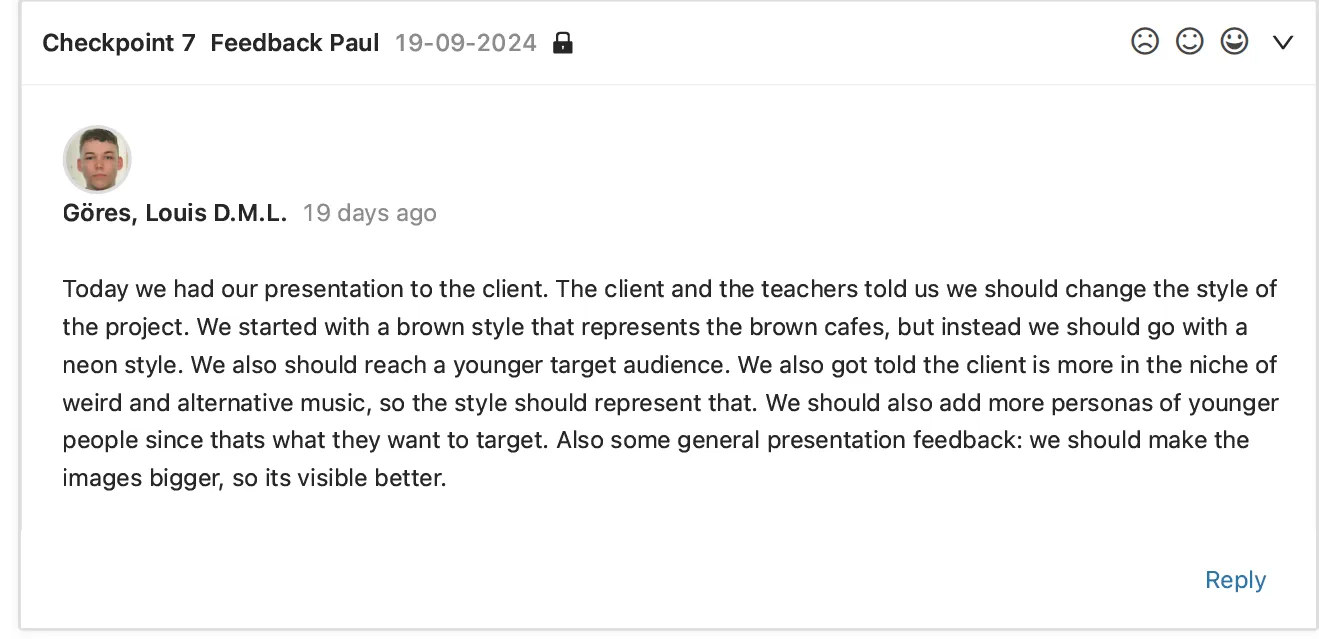 Checkpoint 7 Feedback Paul 19-09-2024
Göres, Louis D.M.L. 19 days ago
Today we had our presentation to the client. The client and the teachers told us we should change the style of
the project. We started with a brown style that represents the brown cafes, but instead we should go with a
neon style. We also should reach a younger target audience. We also got told the client is more in the niche of
weird and alternative music, so the style should represent that. We should also add more personas of younger
people since thats what they want to target. Also some general presentation feedback: we should make the
images bigger, so its visible better.
Reply